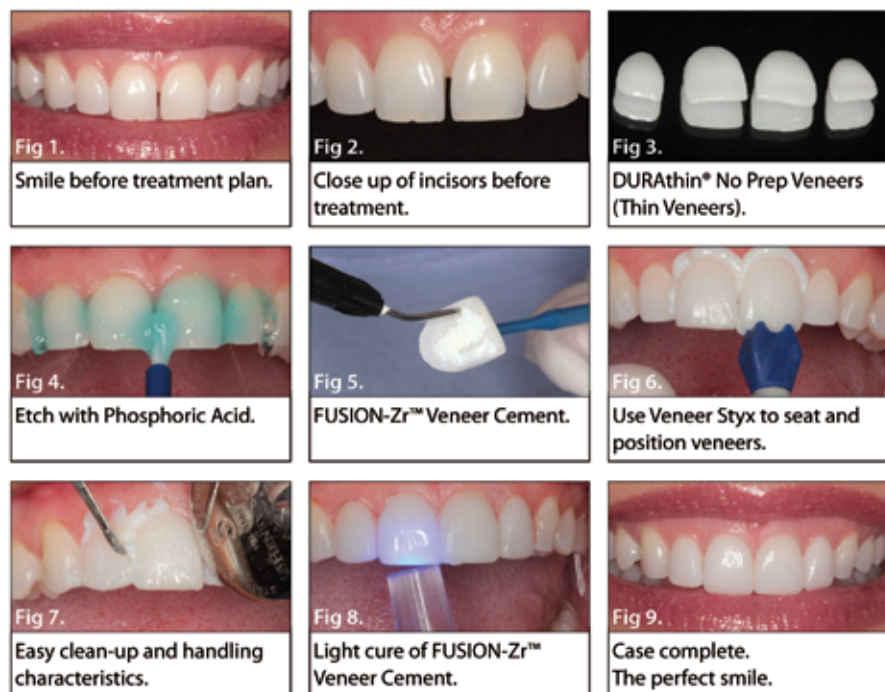 Fig 1.
Smile before treatment plan.
Fig 2.
Close up of incisors before
treatment.
Fig 3.
DURAthin® No Prep Veneers
(Thin Veneers).
Fig 4.
Etch with Phosphoric Acid.
Fig 5.
FUSION-Zr™ Veneer Cement.
Fig 6.
Use Veneer Styx to seat and
position veneers.
Fig 7.
Easy clean-up and handling
characteristics.
Fig 8.
Light cure of FUSION-Zr™
Veneer Cement.
Fig 9.
Case complete.
The perfect smile.